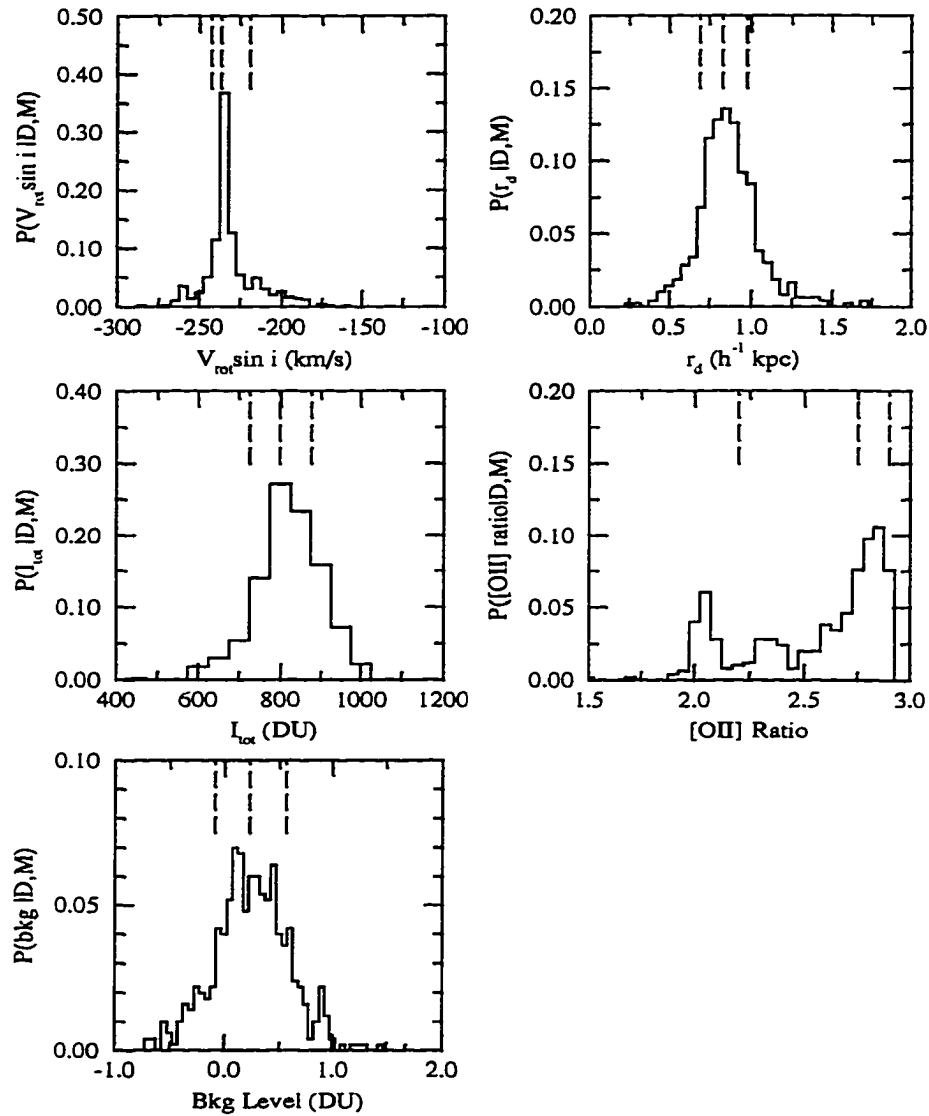 0.50
0.40
0.30
0.20
0.10
0.00
P(V_rot sin i |D,M)
-300 -250 -200 -150 -100
V_rot sin i (km/s)
0.20
0.15
0.10
0.05
0.00
P(r_d |D,M)
0.0 0.5 1.0 1.5 2.0
r_d (h⁻¹ kpc)
0.40
0.30
0.20
0.10
0.00
P(I_tot |D,M)
400 600 800 1000 1200
I_tot (DU)
0.20
0.15
0.10
0.05
0.00
P([OII] ratio|D,M)
1.5 2.0 2.5 3.0
[OII] Ratio
0.10
0.05
0.00
P(bkg |D,M)
-1.0 0.0 1.0 2.0
Bkg Level (DU)